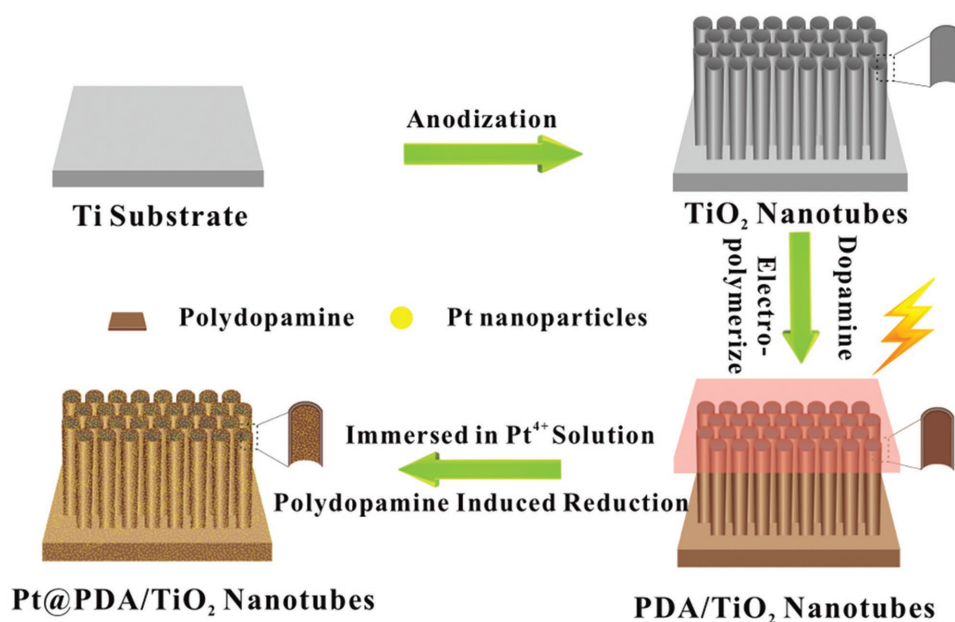 Anodization
Ti Substrate
TiO₂ Nanotubes
Dopamine
Electro-
polymerize
Polydopamine
Pt nanoparticles
Immersed in Pt⁴⁺ Solution
Polydopamine Induced Reduction
Pt@PDA/TiO₂ Nanotubes
PDA/TiO₂ Nanotubes